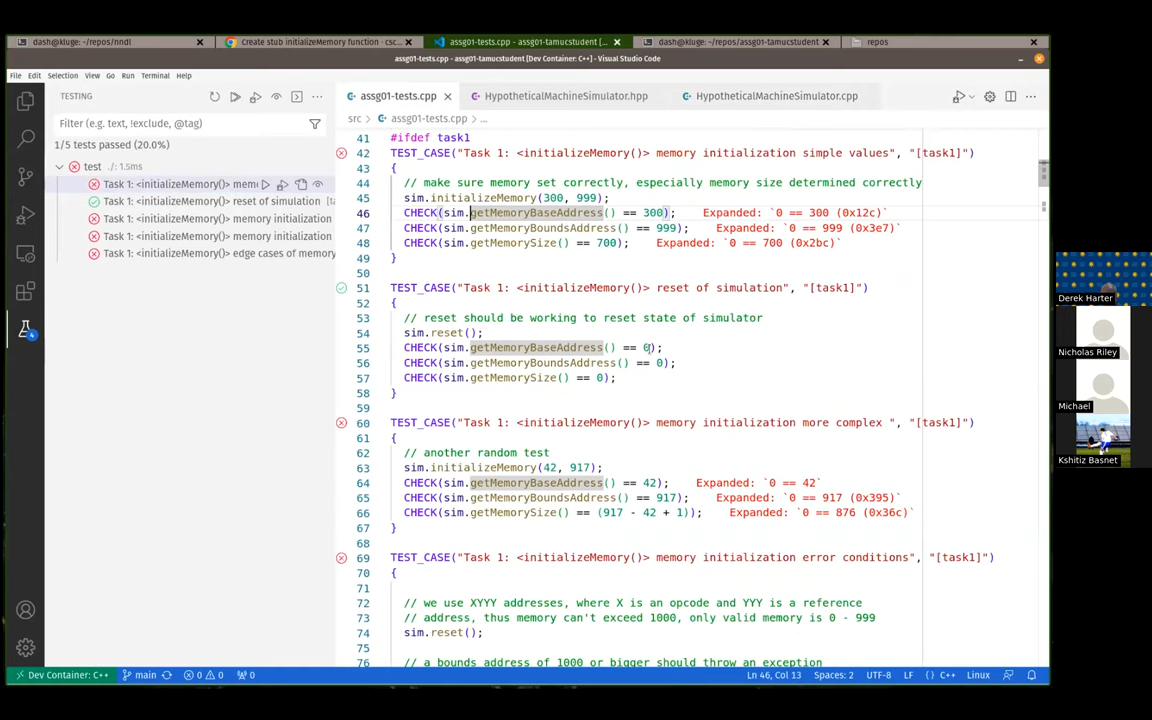 dash@kluge: ~/repos/nndl
Create stub initializeMemory function · csc...
assg01-tests.cpp - assg01-tamucstudent [...
dash@kluge: ~/repos/assg01-tamucstudent
repos
assg01-tests.cpp - assg01-tamucstudent [Dev Container: C++] - Visual Studio Code
File Edit Selection View Go Run Terminal Help
TESTING
assg01-tests.cpp
HypotheticalMachineSimulator.hpp
HypotheticalMachineSimulator.cpp
Filter (e.g. text, !exclude, @tag)
src > assg01-tests.cpp > ...
1/5 tests passed (20.0%)
test ./: 1.5ms
Task 1: <initializeMemory()> mem
Task 1: <initializeMemory()> reset of simulation
Task 1: <initializeMemory()> memory initialization
Task 1: <initializeMemory()> memory initialization
Task 1: <initializeMemory()> edge cases of memory
41 #ifdef task1
42 TEST_CASE("Task 1: <initializeMemory()> memory initialization simple values", "[task1]")
43 {
44 // make sure memory set correctly, especially memory size determined correctly
45 sim.initializeMemory(300, 999);
46 CHECK(sim.getMemoryBaseAddress() == 300); Expanded: `0 == 300 (0x12c)`
47 CHECK(sim.getMemoryBoundsAddress() == 999); Expanded: `0 == 999 (0x3e7)`
48 CHECK(sim.getMemorySize() == 700); Expanded: `0 == 700 (0x2bc)`
49 }
50
51 TEST_CASE("Task 1: <initializeMemory()> reset of simulation", "[task1]")
52 {
53 // reset should be working to reset state of simulator
54 sim.reset();
55 CHECK(sim.getMemoryBaseAddress() == 0);
56 CHECK(sim.getMemoryBoundsAddress() == 0);
57 CHECK(sim.getMemorySize() == 0);
58 }
59
60 TEST_CASE("Task 1: <initializeMemory()> memory initialization more complex ", "[task1]")
61 {
62 // another random test
63 sim.initializeMemory(42, 917);
64 CHECK(sim.getMemoryBaseAddress() == 42); Expanded: `0 == 42`
65 CHECK(sim.getMemoryBoundsAddress() == 917); Expanded: `0 == 917 (0x395)`
66 CHECK(sim.getMemorySize() == (917 - 42 + 1)); Expanded: `0 == 876 (0x36c)`
67 }
68
69 TEST_CASE("Task 1: <initializeMemory()> memory initialization error conditions", "[task1]")
70 {
71
72 // we use XYYY addresses, where X is an opcode and YYY is a reference
73 // address, thus memory can't exceed 1000, only valid memory is 0 - 999
74 sim.reset();
75
76 // a bounds address of 1000 or bigger should throw an exception
4
Derek Harter
Nicholas Riley
Michael
Kshitiz Basnet
Dev Container: C++ main 0 0 0 Ln 46, Col 13 Spaces: 2 UTF-8 LF {} C++ Linux